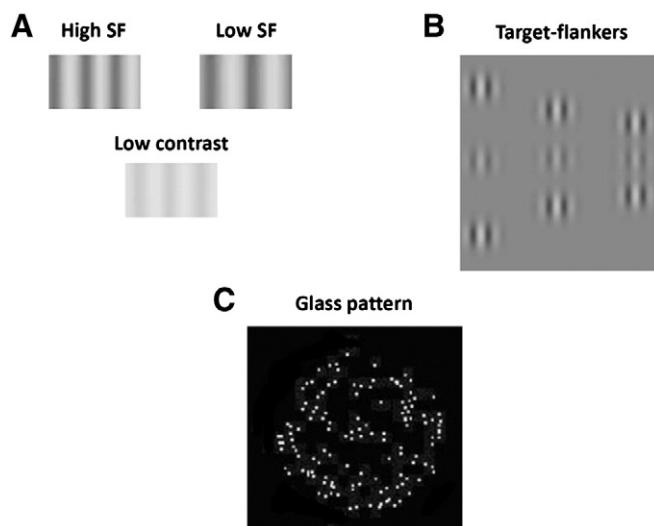 A
High SF
Low SF
Low contrast
B
Target-flankers
C
Glass pattern